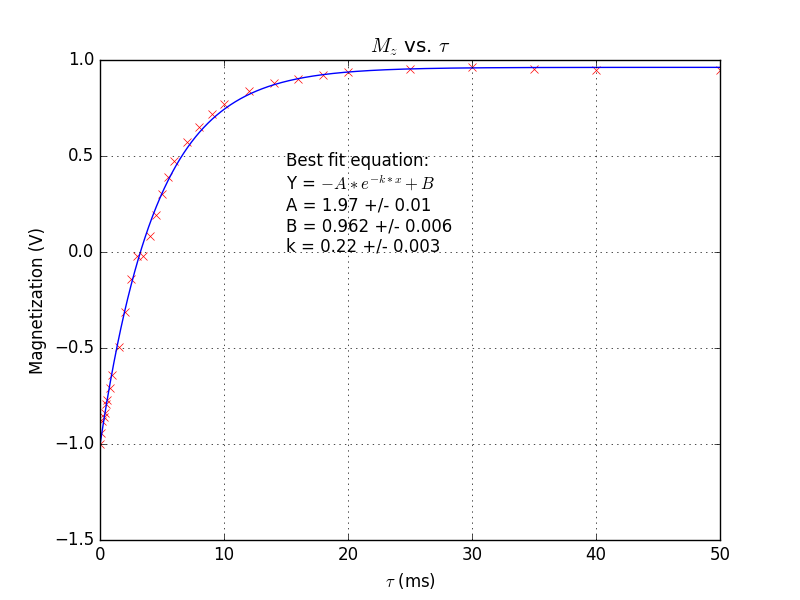 M_z vs. τ
1.0
0.5
0.0
−0.5
−1.0
−1.5
Magnetization (V)
Best fit equation:
Y = −A∗e^{−k∗x}+B
A = 1.97 +/- 0.01
B = 0.962 +/- 0.006
k = 0.22 +/- 0.003
0 10 20 30 40 50
τ (ms)